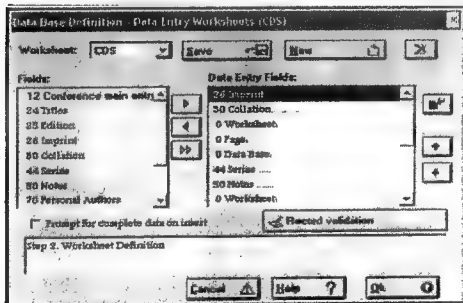 Data Base Definition - Data Entry Worksheets (CDS)
Worksheet: CDS Save New
Fields:
12 Conference main entry
24 Titles
25 Edition
26 Imprint
30 Collation
44 Series
50 Notes
70 Personal Authors
Data Entry Fields:
26 Imprint
30 Collation
0 Worksheet
0 Page
0 Data Base
44 Series
50 Notes
0 Worksheet
Prompt for complete data on insert
Record validation
Step 2. Worksheet Definition
Cancel Help ? Ok